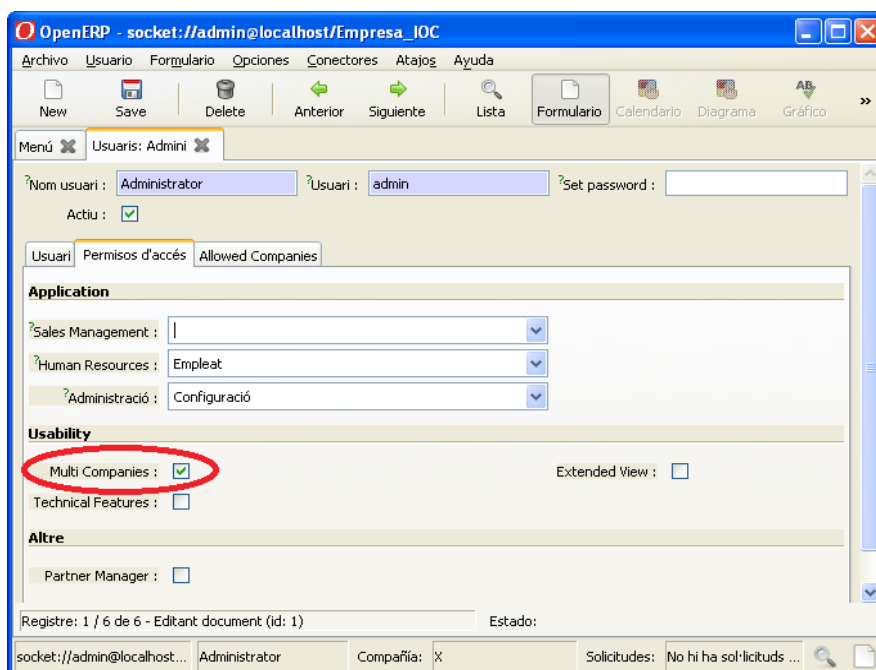 OpenERP - socket://admin@localhost/Empresa_IOC
Archivo Usuario Formulario Opciones Conectores Atajos Ayuda
New Save Delete Anterior Siguiente Lista Formulario Calendario Diagrama Gráfico »
Menú Usuaris: Admini
?Nom usuari : Administrator ?Usuari : admin ?Set password :
Actiu :
Usuari Permisos d'accés Allowed Companies
Application
?Sales Management :
?Human Resources : Empleat
?Administració : Configuració
Usability
Multi Companies : Extended View :
Technical Features :
Altre
Partner Manager :
Registre: 1 / 6 de 6 - Editant document (id: 1) Estado:
socket://admin@localhost... Administrator Compañía: X Solicitudes: No hi ha sol·licituds ...